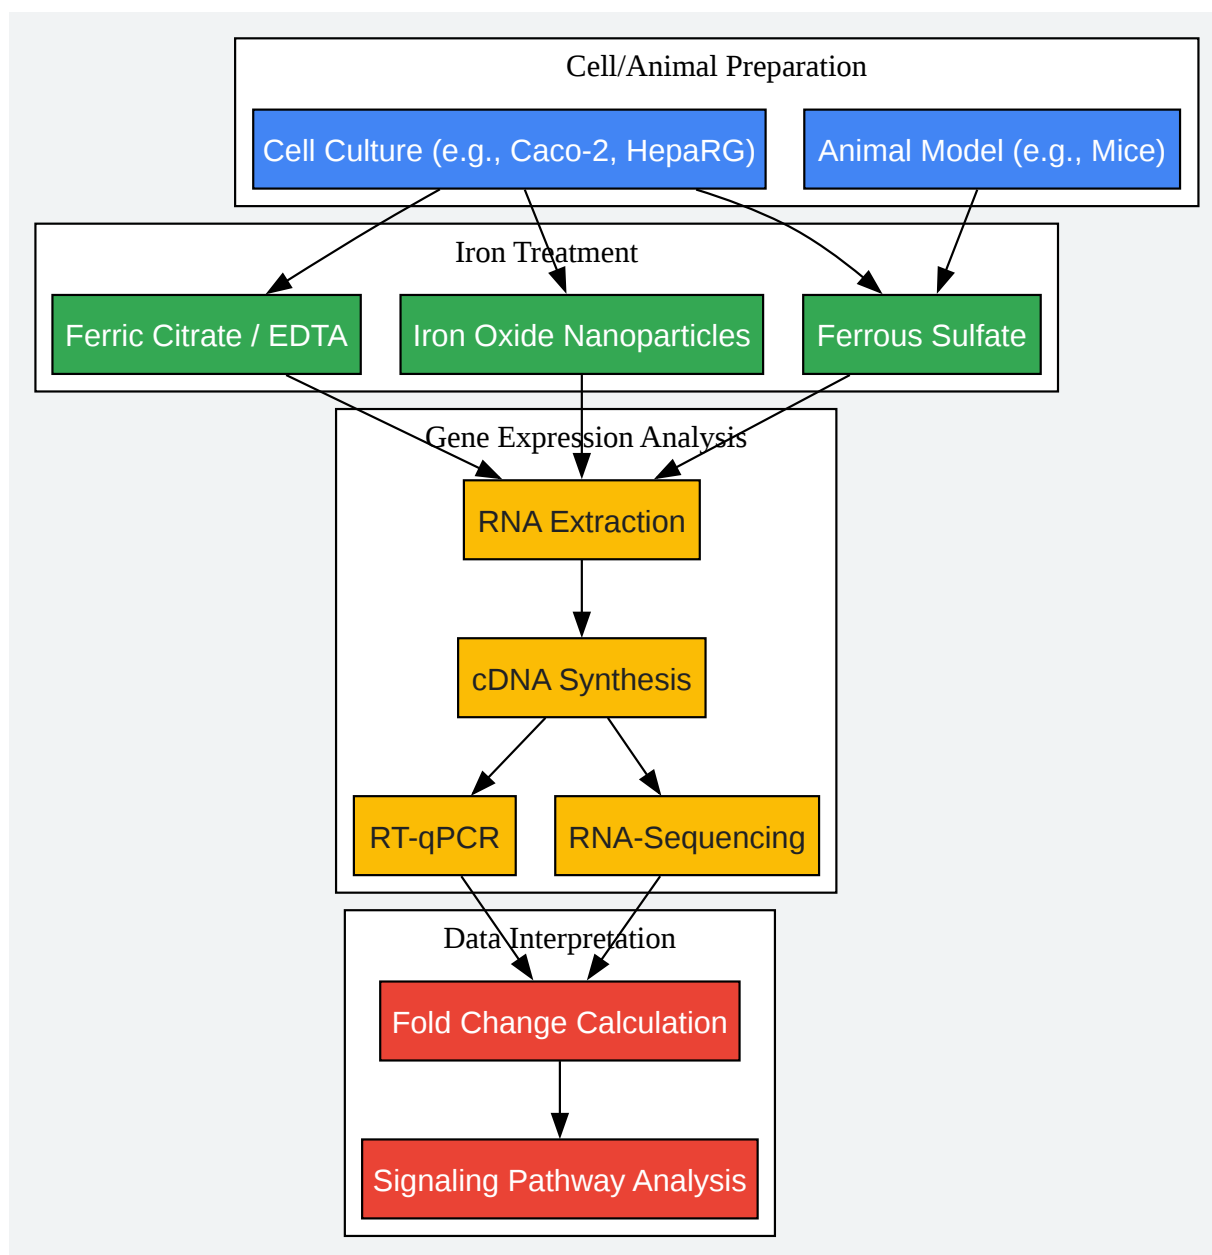 Cell/Animal Preparation
Cell Culture (e.g., Caco-2, HepaRG)
Animal Model (e.g., Mice)
Iron Treatment
Ferric Citrate / EDTA
Iron Oxide Nanoparticles
Ferrous Sulfate
Gene Expression Analysis
RNA Extraction
cDNA Synthesis
RT-qPCR
RNA-Sequencing
Data Interpretation
Fold Change Calculation
Signaling Pathway Analysis